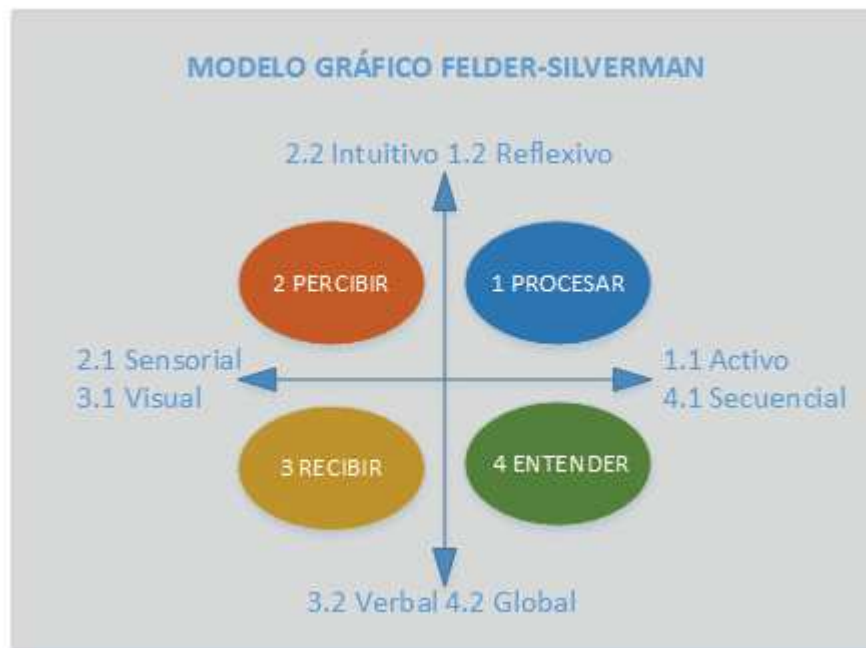 MODELO GRÁFICO FELDER-SILVERMAN
2.2 Intuitivo 1.2 Reflexivo
2 PERCIBIR
1 PROCESAR
2.1 Sensorial
3.1 Visual
1.1 Activo
4.1 Secuencial
3 RECIBIR
4 ENTENDER
3.2 Verbal 4.2 Global